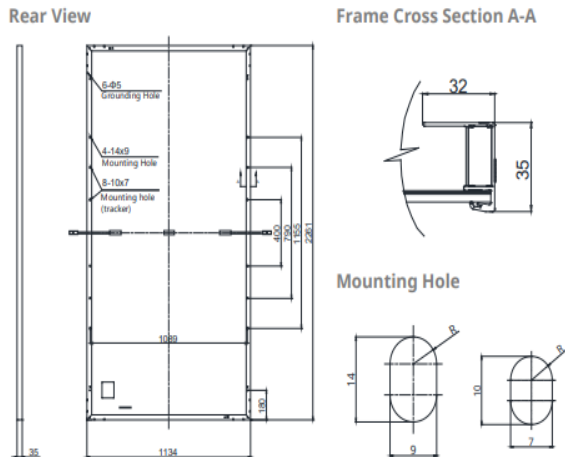 Rear View
Frame Cross Section A-A
6-Φ5
Grounding Hole
4-14x9
Mounting Hole
8-10x7
Mounting hole
(tracker)
400
790
1155
2261
1089
180
35
1134
32
35
Mounting Hole
R
14
9
R
10
7